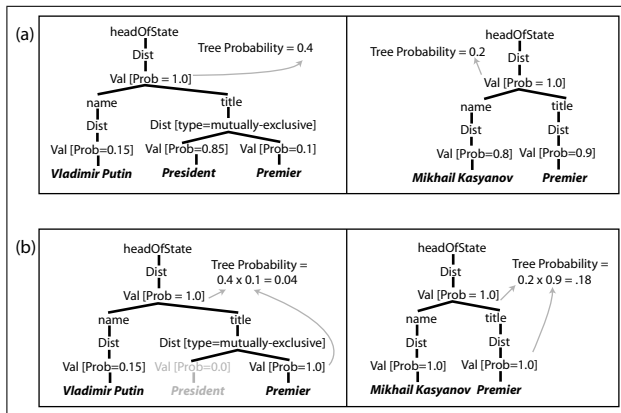 (a)
headOfState
Tree Probability = 0.4
Dist
Val [Prob = 1.0]
name title
Dist Dist [type=mutually-exclusive]
Val [Prob=0.15] Val [Prob=0.85] Val [Prob=0.1]
Vladimir Putin President Premier
headOfState
Tree Probability = 0.2
Dist
Val [Prob = 1.0]
name title
Dist Dist
Val [Prob=0.8] Val [Prob=0.9]
Mikhail Kasyanov Premier
(b)
headOfState
Tree Probability =
0.4 x 0.1 = 0.04
Dist
Val [Prob = 1.0]
name title
Dist Dist [type=mutually-exclusive]
Val [Prob=0.15] Val [Prob=0.0] Val [Prob=1.0]
Vladimir Putin President Premier
headOfState
Tree Probability =
0.2 x 0.9 = .18
Dist
Val [Prob = 1.0]
name title
Dist Dist
Val [Prob=1.0] Val [Prob=1.0]
Mikhail Kasyanov Premier